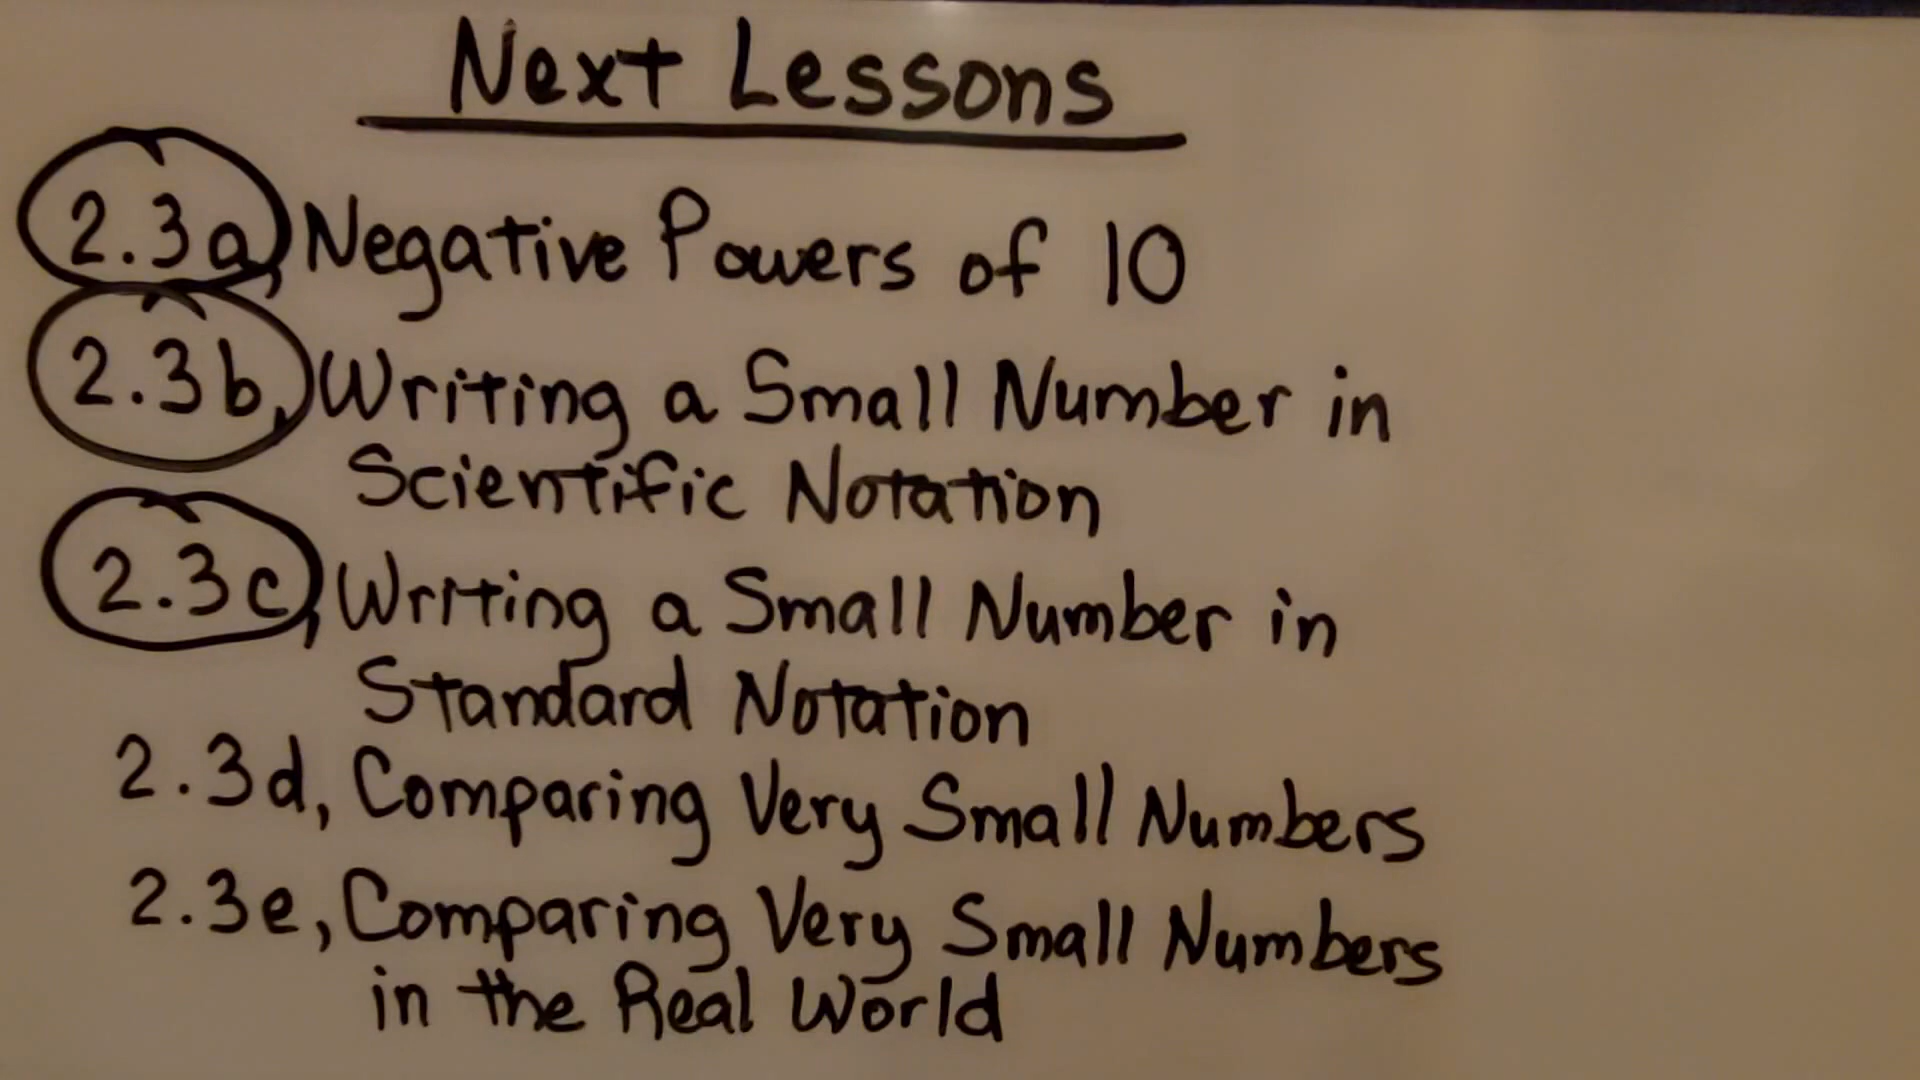 Next Lessons
2.3a, Negative Powers of 10
2.3b, Writing a Small Number in
Scientific Notation
2.3c, Writing a Small Number in
Standard Notation
2.3d, Comparing Very Small Numbers
2.3e, Comparing Very Small Numbers
in the Real World